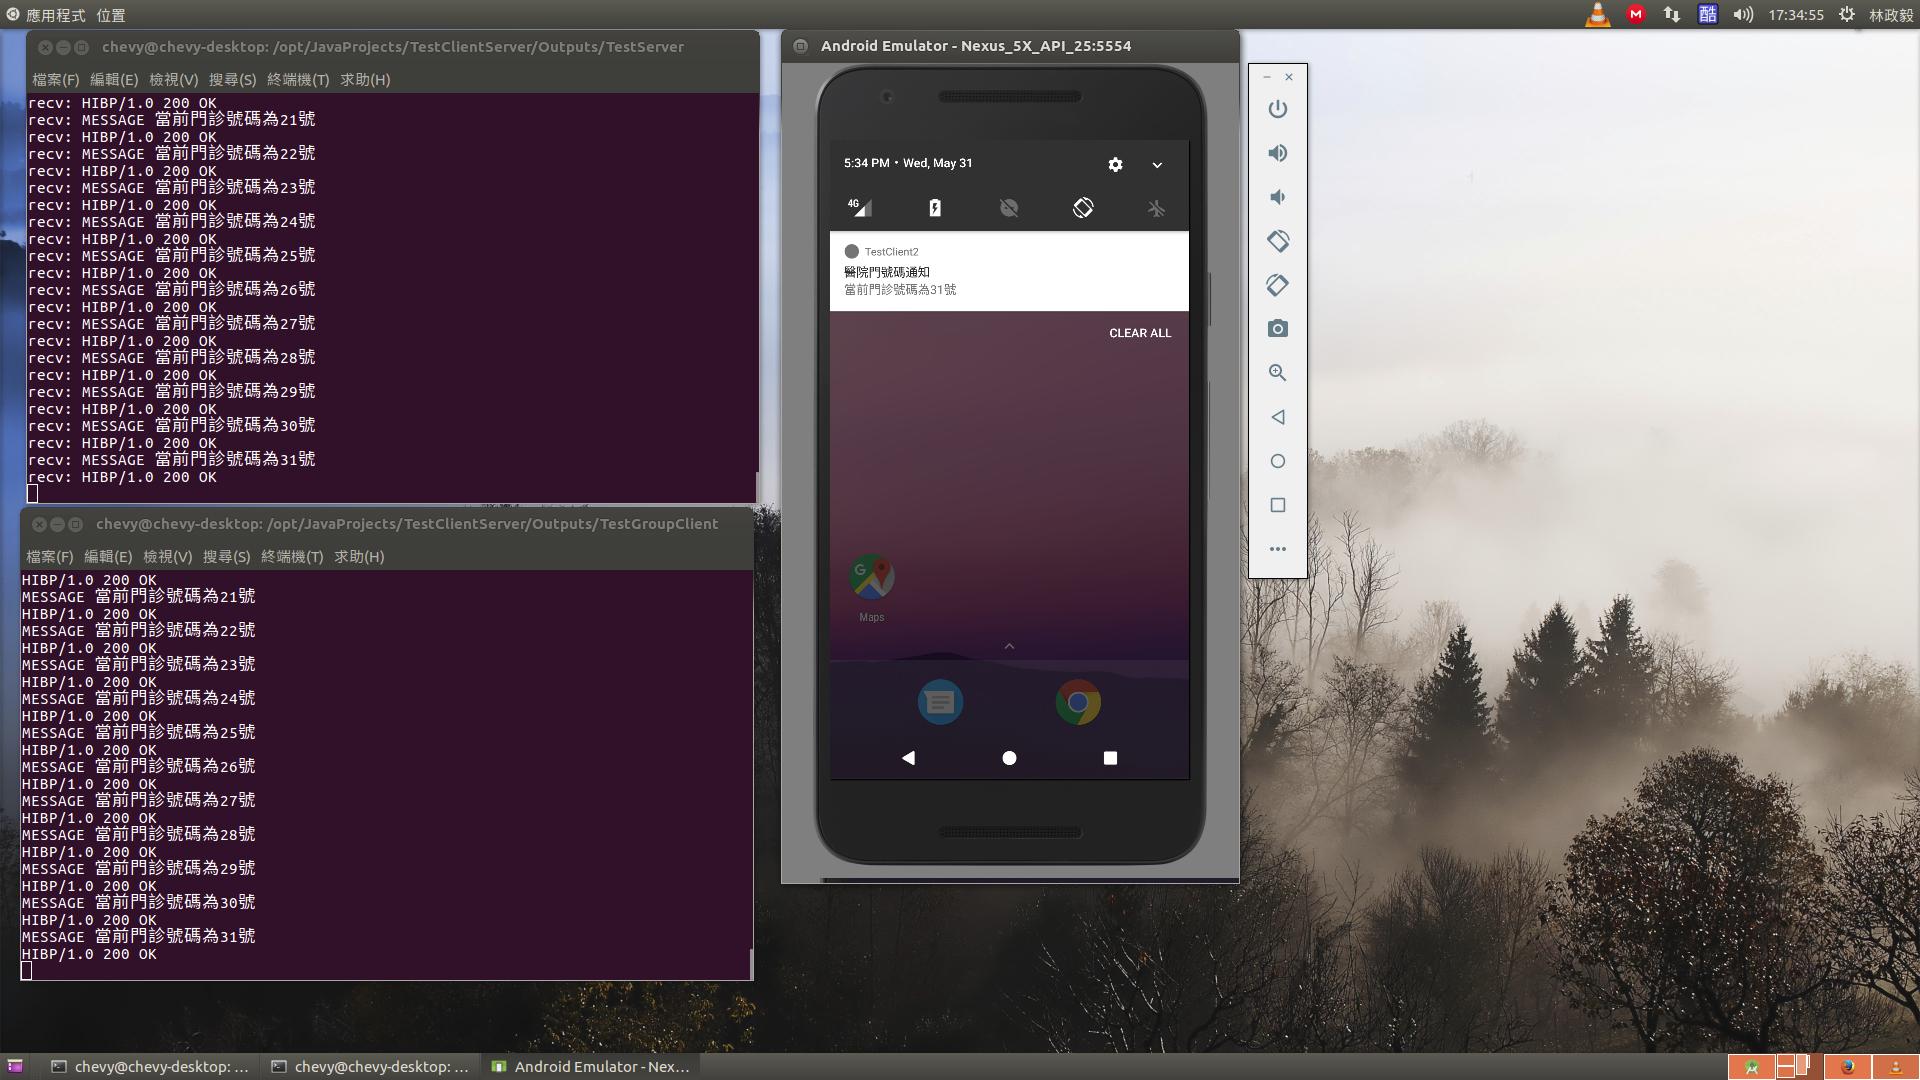 應用程式 位置
17:34:55 林政毅
chevy@chevy-desktop: /opt/JavaProjects/TestClientServer/Outputs/TestServer
檔案(F) 編輯(E) 檢視(V) 搜尋(S) 終端機(T) 求助(H)
recv: HIBP/1.0 200 OK
recv: MESSAGE 當前門診號碼為21號
recv: HIBP/1.0 200 OK
recv: MESSAGE 當前門診號碼為22號
recv: HIBP/1.0 200 OK
recv: MESSAGE 當前門診號碼為23號
recv: HIBP/1.0 200 OK
recv: MESSAGE 當前門診號碼為24號
recv: HIBP/1.0 200 OK
recv: MESSAGE 當前門診號碼為25號
recv: HIBP/1.0 200 OK
recv: MESSAGE 當前門診號碼為26號
recv: HIBP/1.0 200 OK
recv: MESSAGE 當前門診號碼為27號
recv: HIBP/1.0 200 OK
recv: MESSAGE 當前門診號碼為28號
recv: HIBP/1.0 200 OK
recv: MESSAGE 當前門診號碼為29號
recv: HIBP/1.0 200 OK
recv: MESSAGE 當前門診號碼為30號
recv: HIBP/1.0 200 OK
recv: MESSAGE 當前門診號碼為31號
recv: HIBP/1.0 200 OK
chevy@chevy-desktop: /opt/JavaProjects/TestClientServer/Outputs/TestGroupClient
檔案(F) 編輯(E) 檢視(V) 搜尋(S) 終端機(T) 求助(H)
HIBP/1.0 200 OK
MESSAGE 當前門診號碼為21號
HIBP/1.0 200 OK
MESSAGE 當前門診號碼為22號
HIBP/1.0 200 OK
MESSAGE 當前門診號碼為23號
HIBP/1.0 200 OK
MESSAGE 當前門診號碼為24號
HIBP/1.0 200 OK
MESSAGE 當前門診號碼為25號
HIBP/1.0 200 OK
MESSAGE 當前門診號碼為26號
HIBP/1.0 200 OK
MESSAGE 當前門診號碼為27號
HIBP/1.0 200 OK
MESSAGE 當前門診號碼為28號
HIBP/1.0 200 OK
MESSAGE 當前門診號碼為29號
HIBP/1.0 200 OK
MESSAGE 當前門診號碼為30號
HIBP/1.0 200 OK
MESSAGE 當前門診號碼為31號
HIBP/1.0 200 OK
Android Emulator - Nexus_5X_API_25:5554
5:34 PM • Wed, May 31
4G
TestClient2
醫院門號碼通知
當前門診號碼為31號
CLEAR ALL
Maps
chevy@chevy-desktop: ...
chevy@chevy-desktop: ...
Android Emulator - Nex...